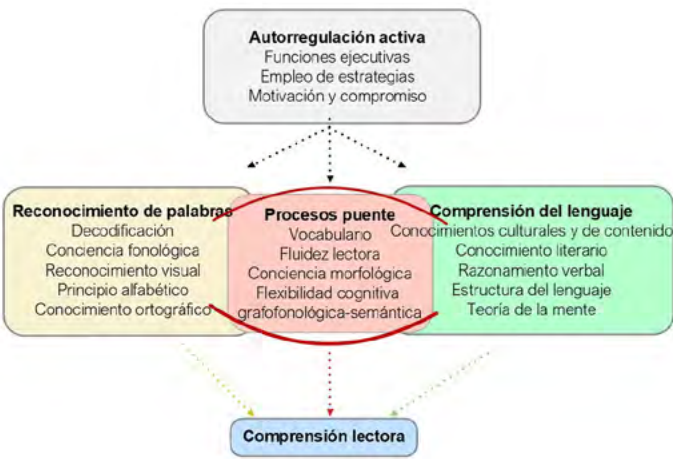 Autorregulación activa
Funciones ejecutivas
Empleo de estrategias
Motivación y compromiso
Reconocimiento de palabras
Decodificación
Conciencia fonológica
Reconocimiento visual
Principio alfabético
Conocimiento ortográfico
Procesos puente
Vocabulario
Fluidez lectora
Conciencia morfológica
Flexibilidad cognitiva
grafofonológica-semántica
Comprensión del lenguaje
Conocimientos culturales y de contenido
Conocimiento literario
Razonamiento verbal
Estructura del lenguaje
Teoría de la mente
Comprensión lectora